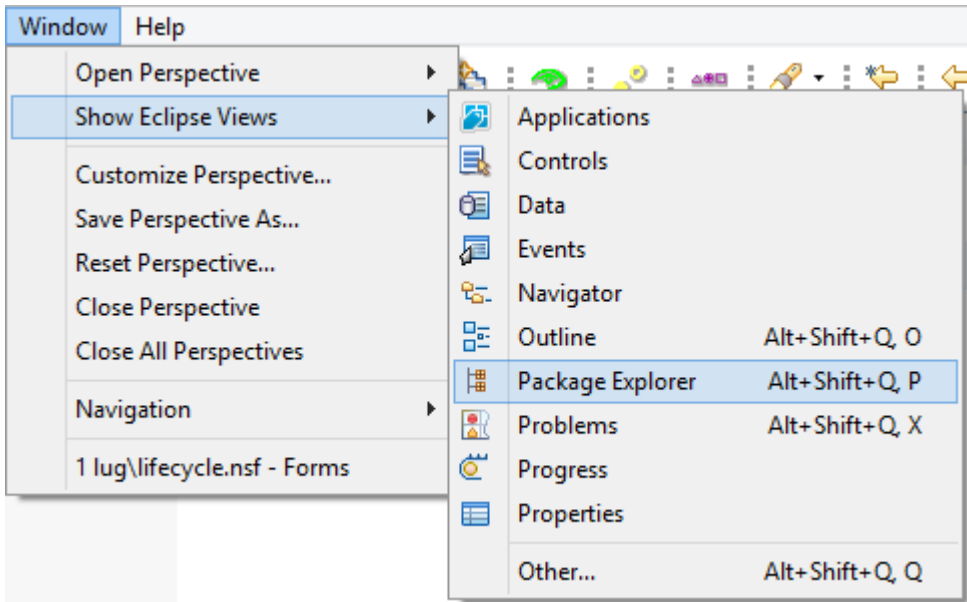 Window Help
Open Perspective
Show Eclipse Views
Customize Perspective...
Save Perspective As...
Reset Perspective...
Close Perspective
Close All Perspectives
Navigation
1 lug\lifecycle.nsf - Forms
Applications
Controls
Data
Events
Navigator
Outline Alt+Shift+Q, O
Package Explorer Alt+Shift+Q, P
Problems Alt+Shift+Q, X
Progress
Properties
Other... Alt+Shift+Q, Q